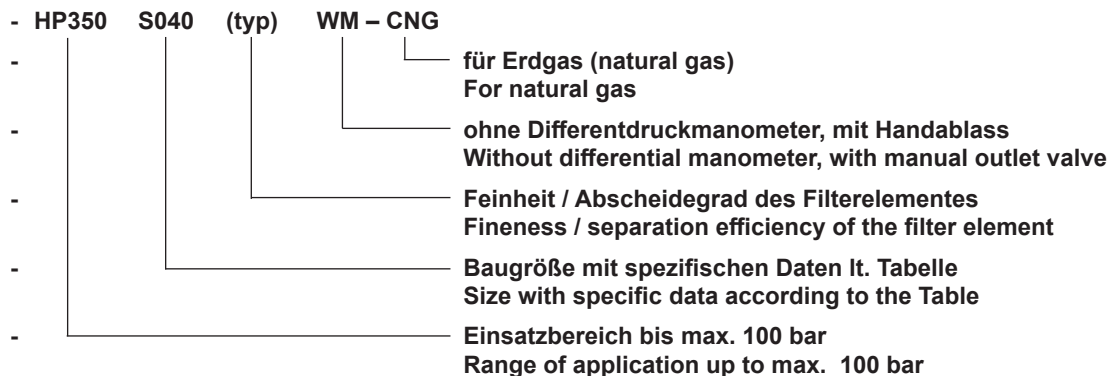 - HP350 S040 (typ) WM – CNG
- für Erdgas (natural gas)
For natural gas
- ohne Differentdruckmanometer, mit Handablass
Without differential manometer, with manual outlet valve
- Feinheit / Abscheidegrad des Filterelementes
Fineness / separation efficiency of the filter element
- Baugröße mit spezifischen Daten lt. Tabelle
Size with specific data according to the Table
- Einsatzbereich bis max. 100 bar
Range of application up to max. 100 bar